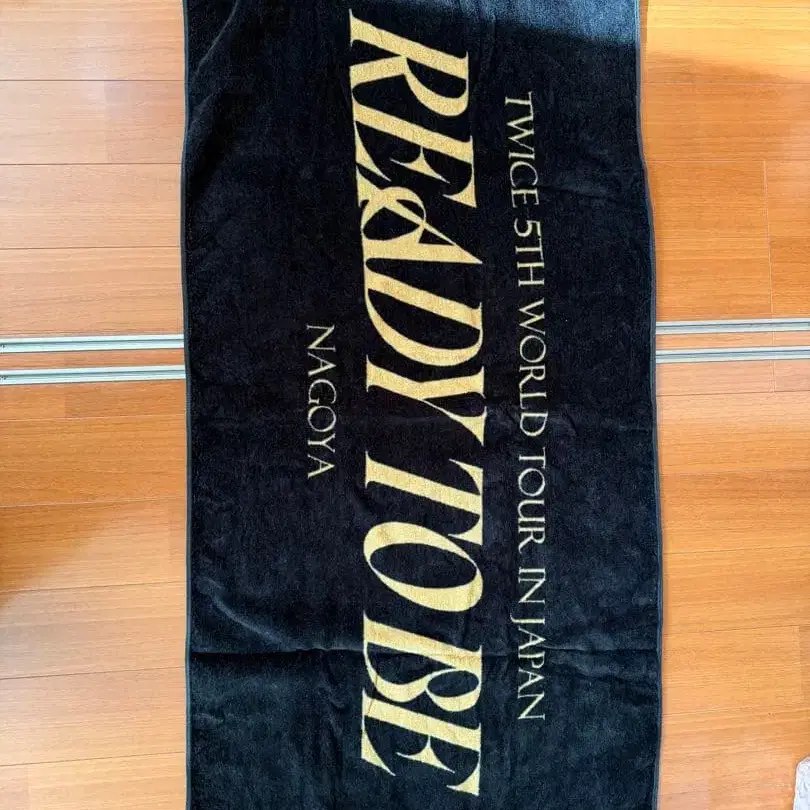 TWICE 5TH WORLD TOUR IN JAPAN
READY TO BE
NAGOYA